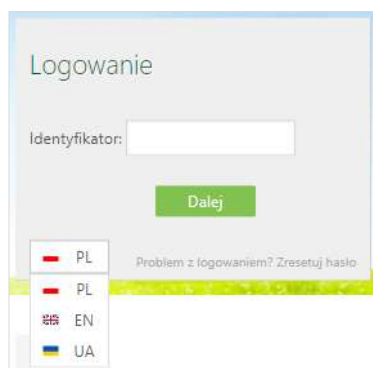 Logowanie
Identyfikator:
Dalej
PL
Problem z logowaniem? Zresetuj hasło
PL
EN
UA